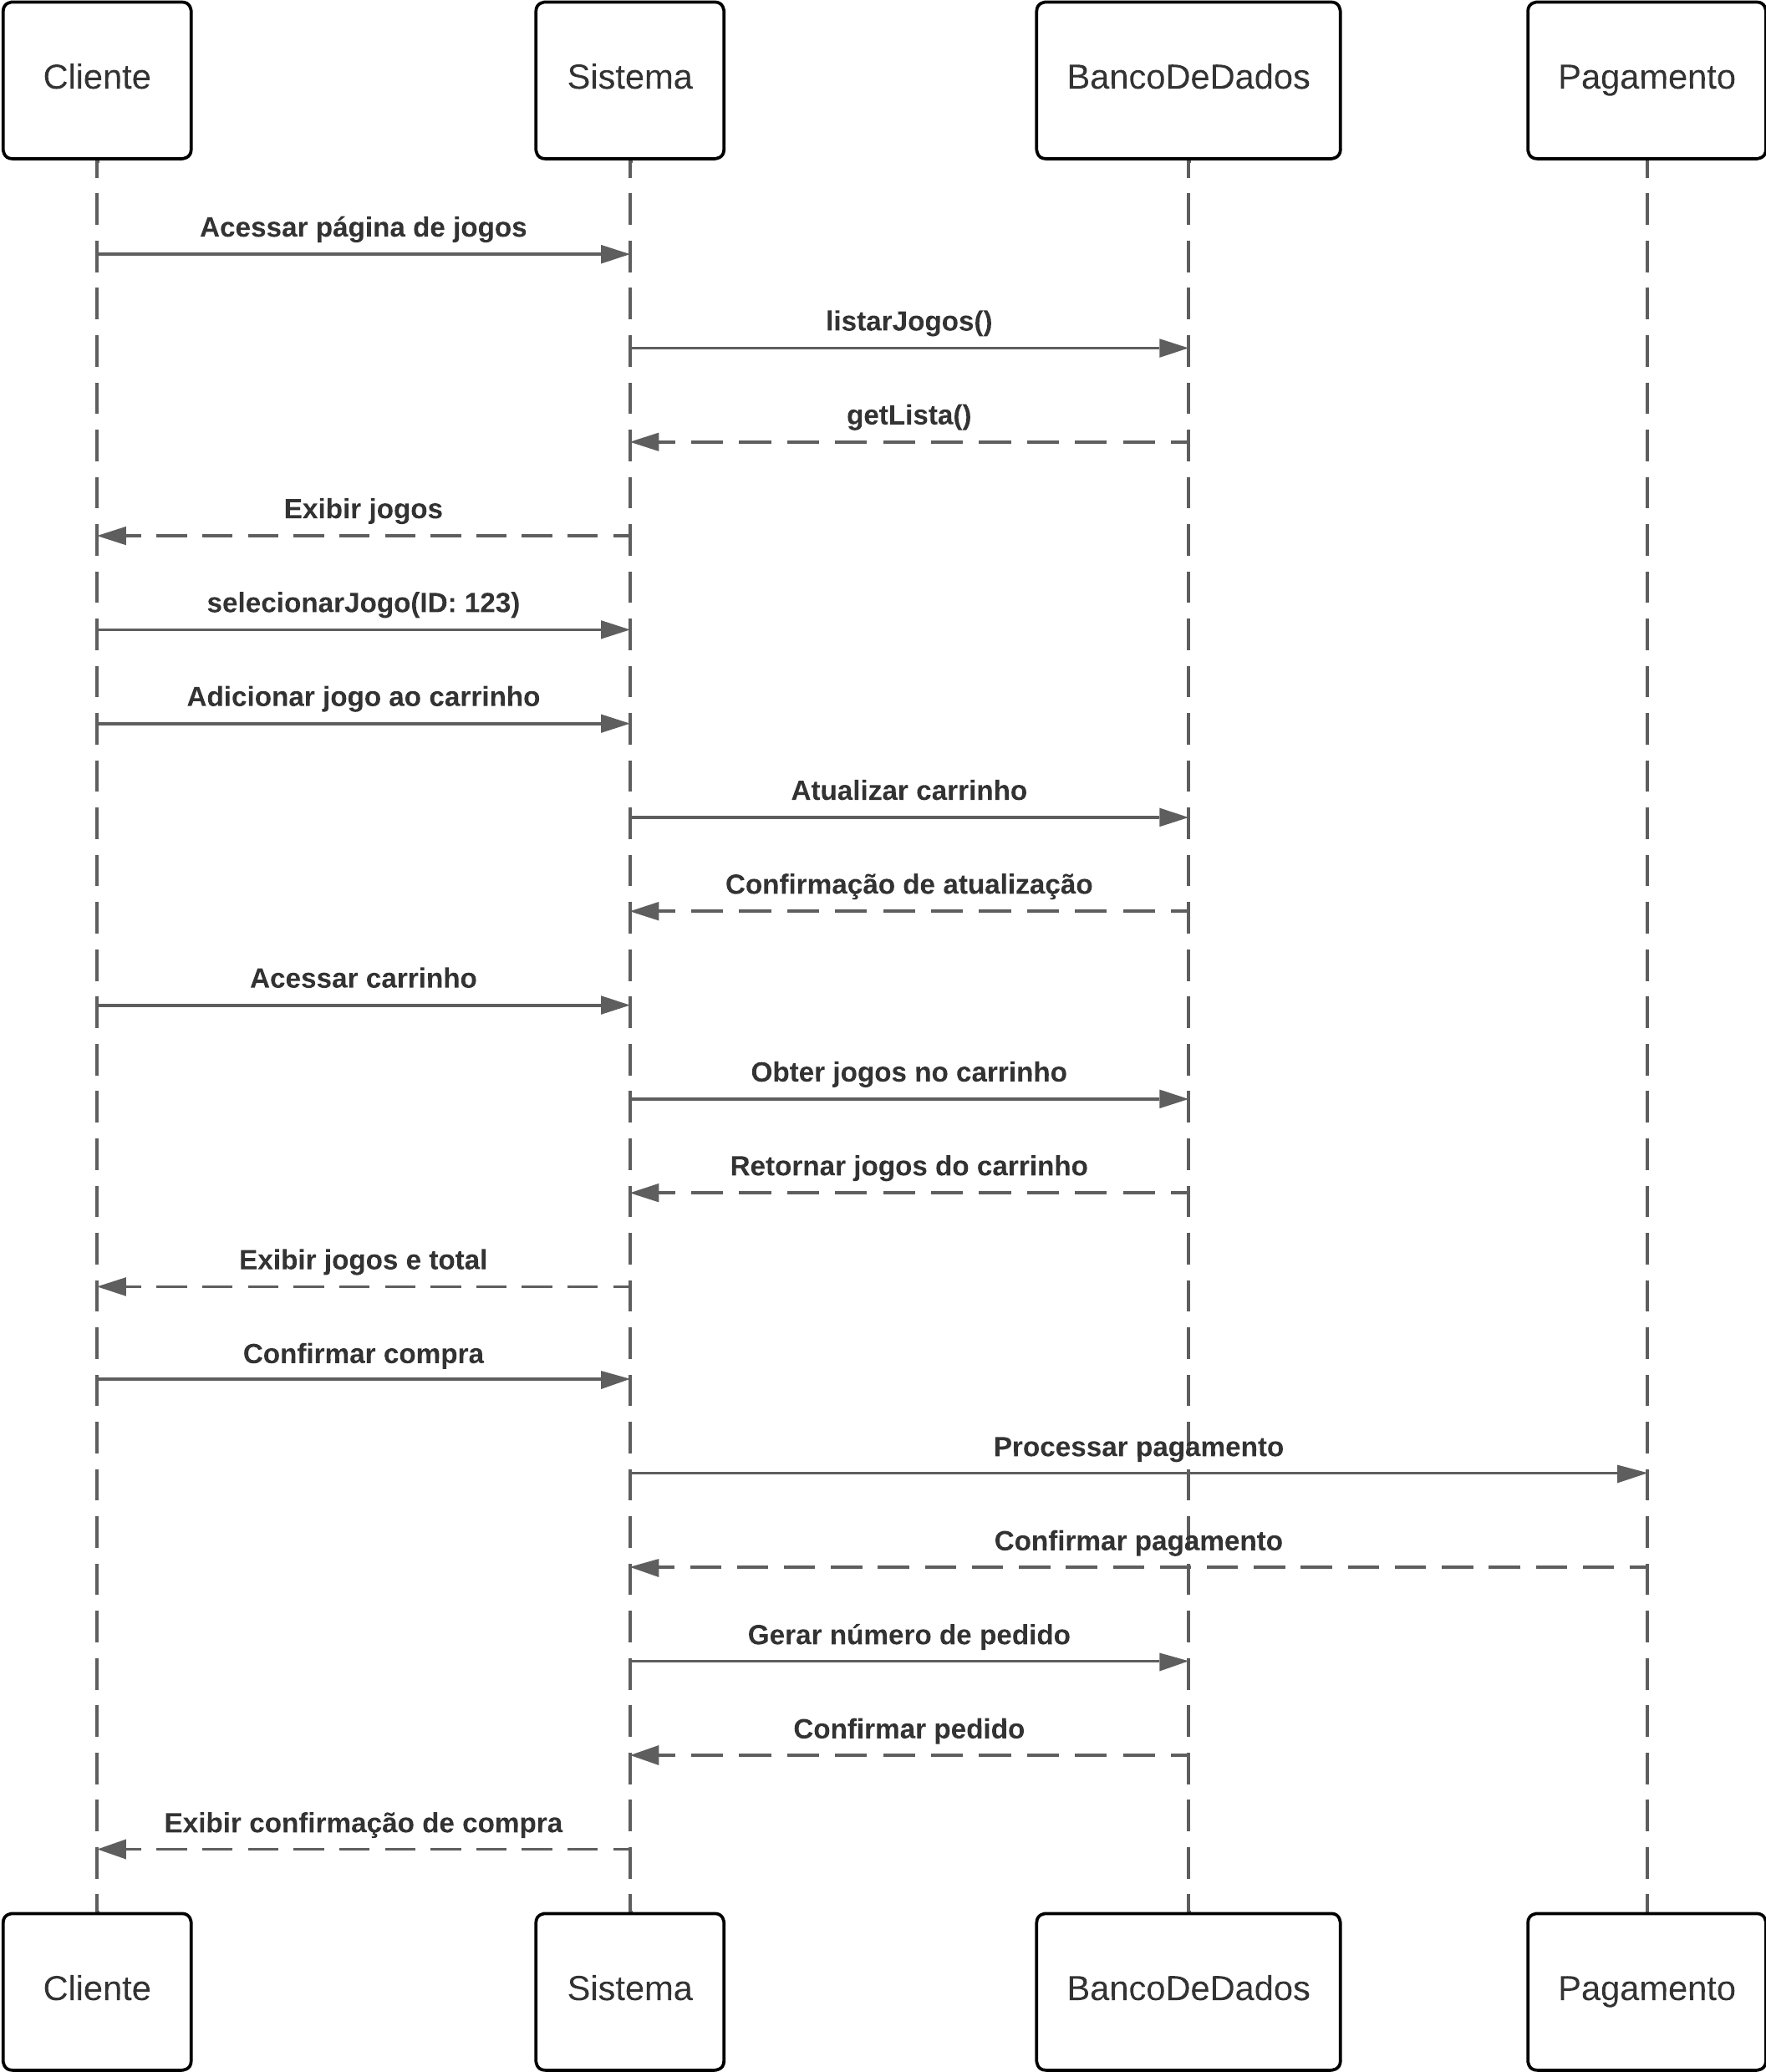 Cliente
Sistema
BancoDeDados
Pagamento
Acessar página de jogos
listarJogos()
getLista()
Exibir jogos
selecionarJogo(ID: 123)
Adicionar jogo ao carrinho
Atualizar carrinho
Confirmação de atualização
Acessar carrinho
Obter jogos no carrinho
Retornar jogos do carrinho
Exibir jogos e total
Confirmar compra
Processar pagamento
Confirmar pagamento
Gerar número de pedido
Confirmar pedido
Exibir confirmação de compra
Cliente
Sistema
BancoDeDados
Pagamento